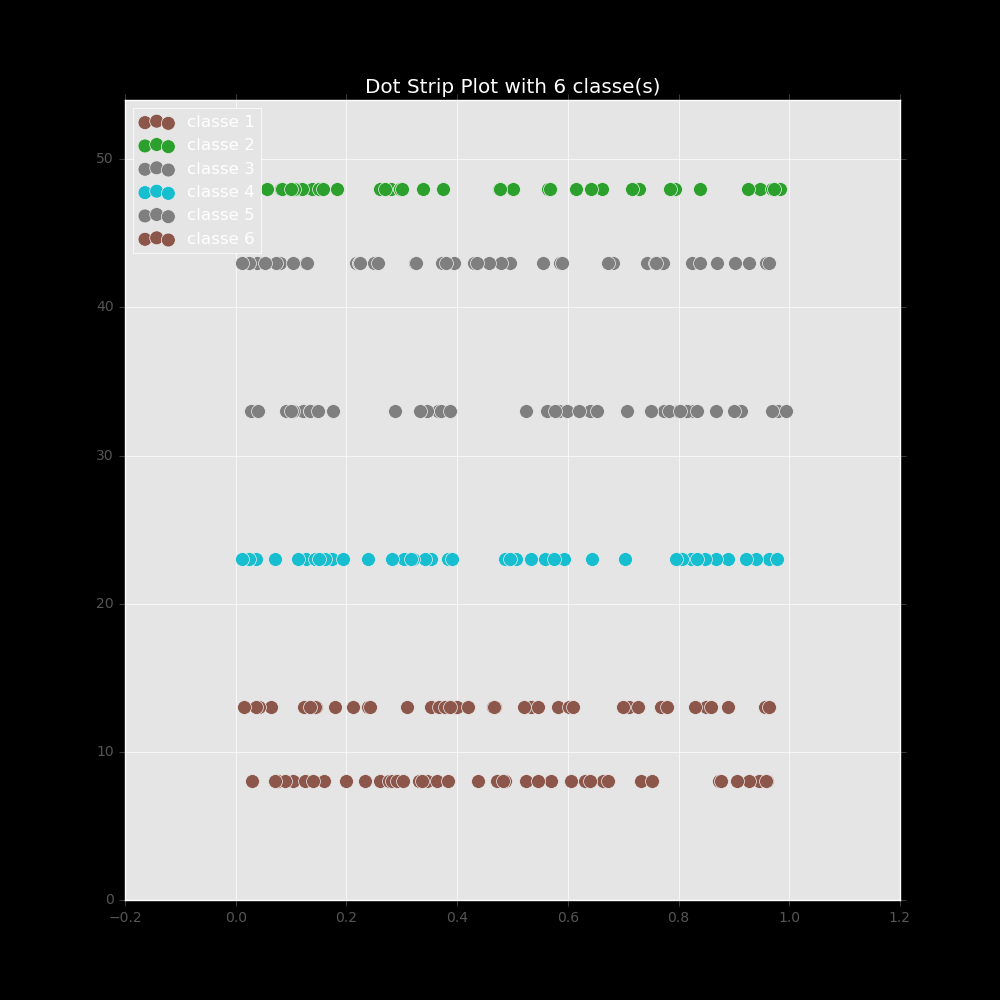 Dot Strip Plot with 6 classe(s)
classe 1
classe 2
classe 3
classe 4
classe 5
classe 6
50
40
30
20
10
0
−0.2 0.0 0.2 0.4 0.6 0.8 1.0 1.2